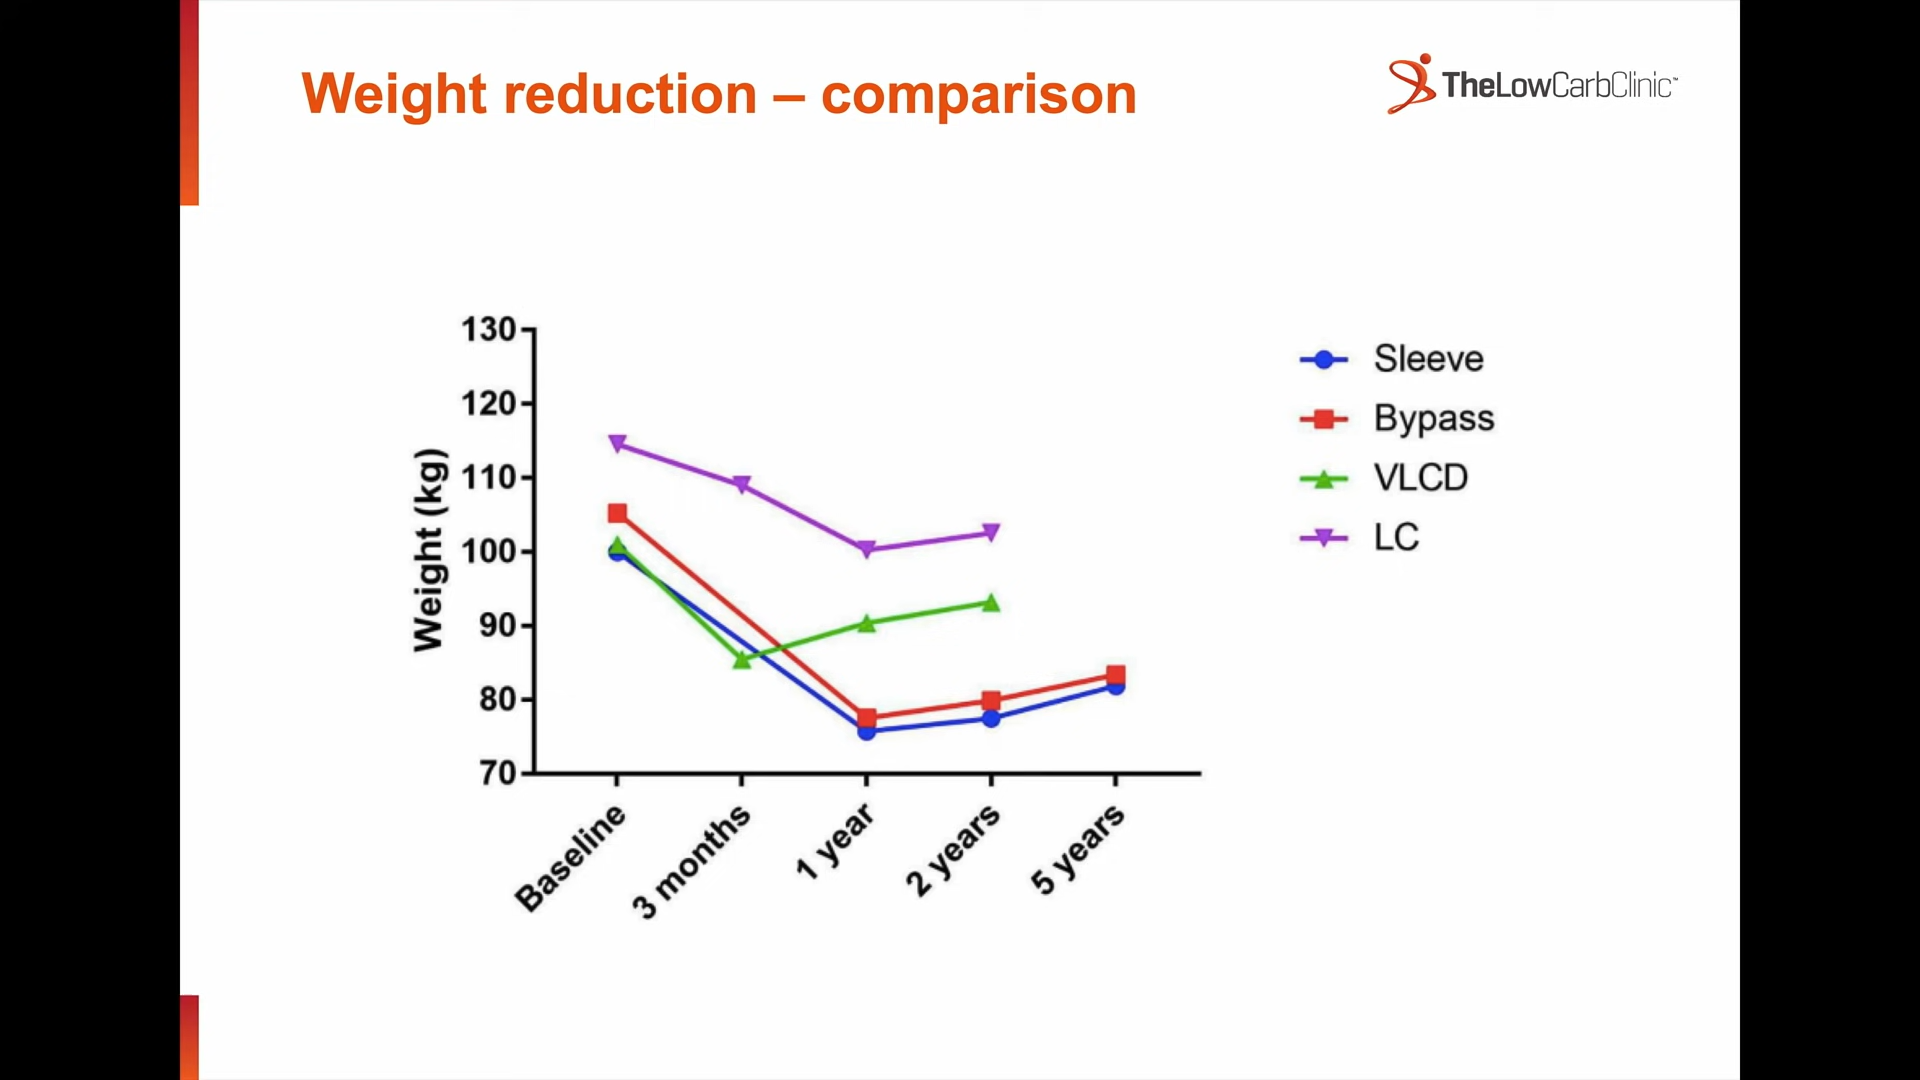 Weight reduction – comparison
TheLowCarbClinic™
130
120
110
100
90
80
70
Weight (kg)
Baseline
3 months
1 year
2 years
5 years
Sleeve
Bypass
VLCD
LC